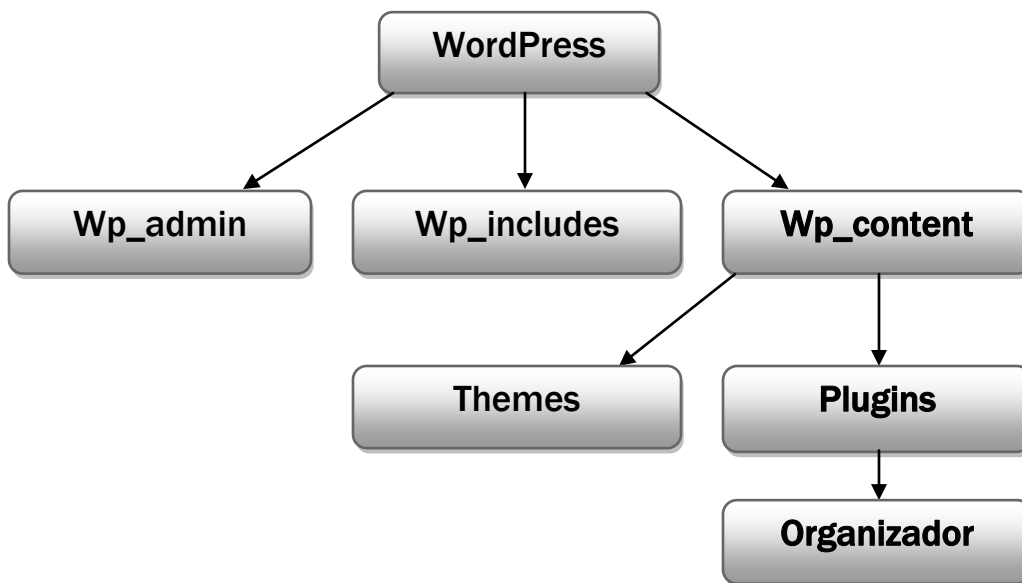 WordPress
Wp_admin
Wp_includes
Wp_content
Themes
Plugins
Organizador